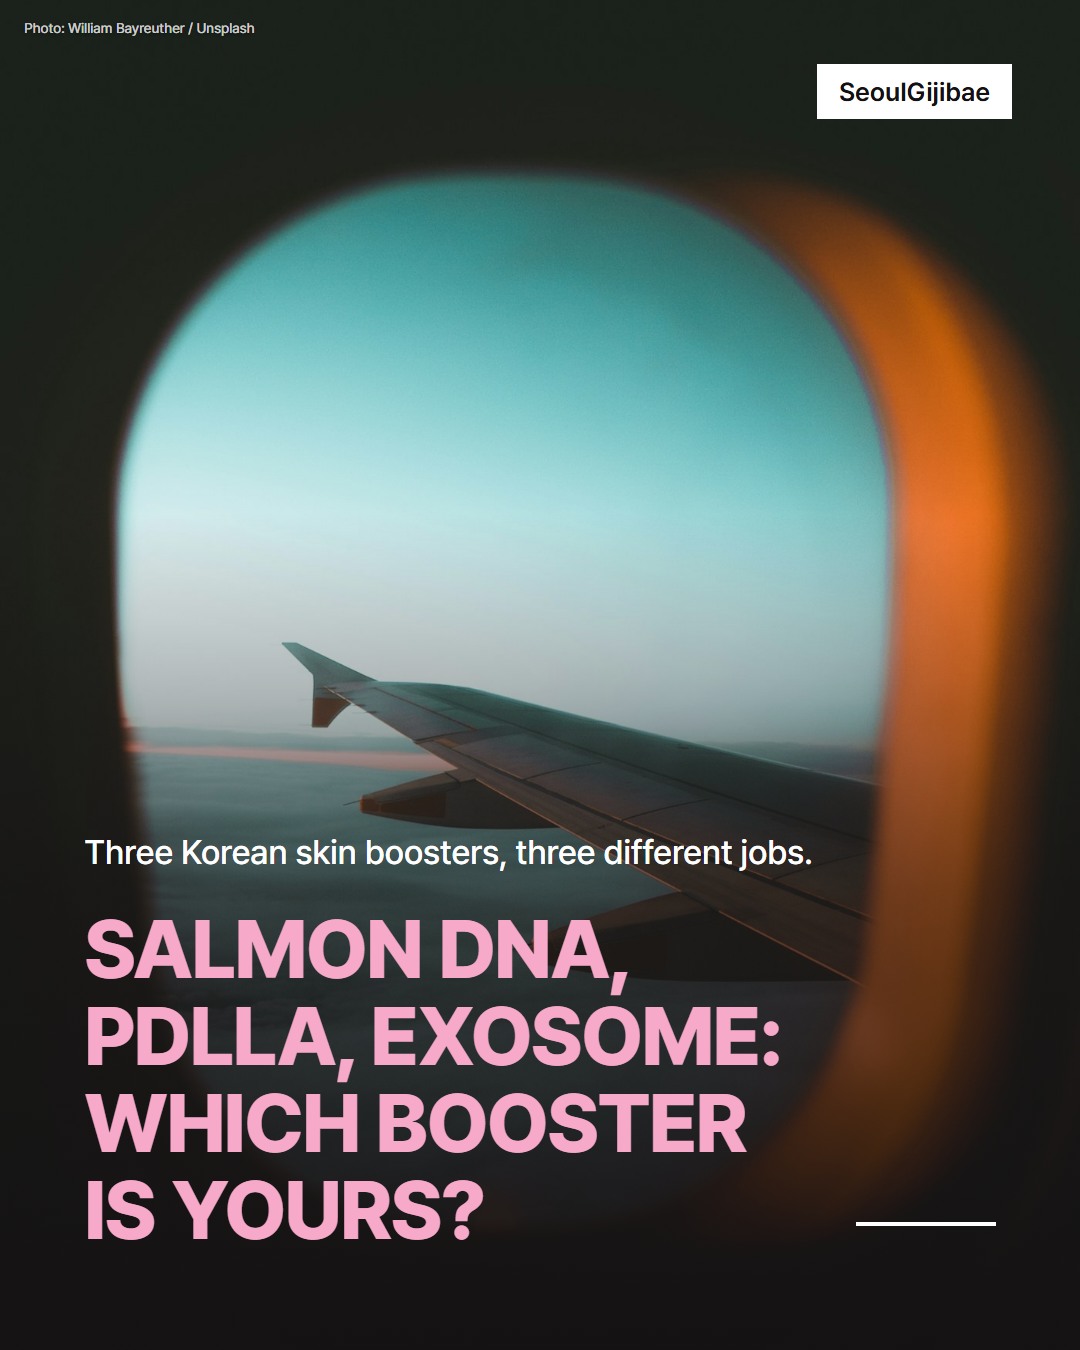 Photo: William Bayreuther / Unsplash
SeoulGijibae
Three Korean skin boosters, three different jobs.
SALMON DNA,
PDLLA, EXOSOME:
WHICH BOOSTER
IS YOURS?